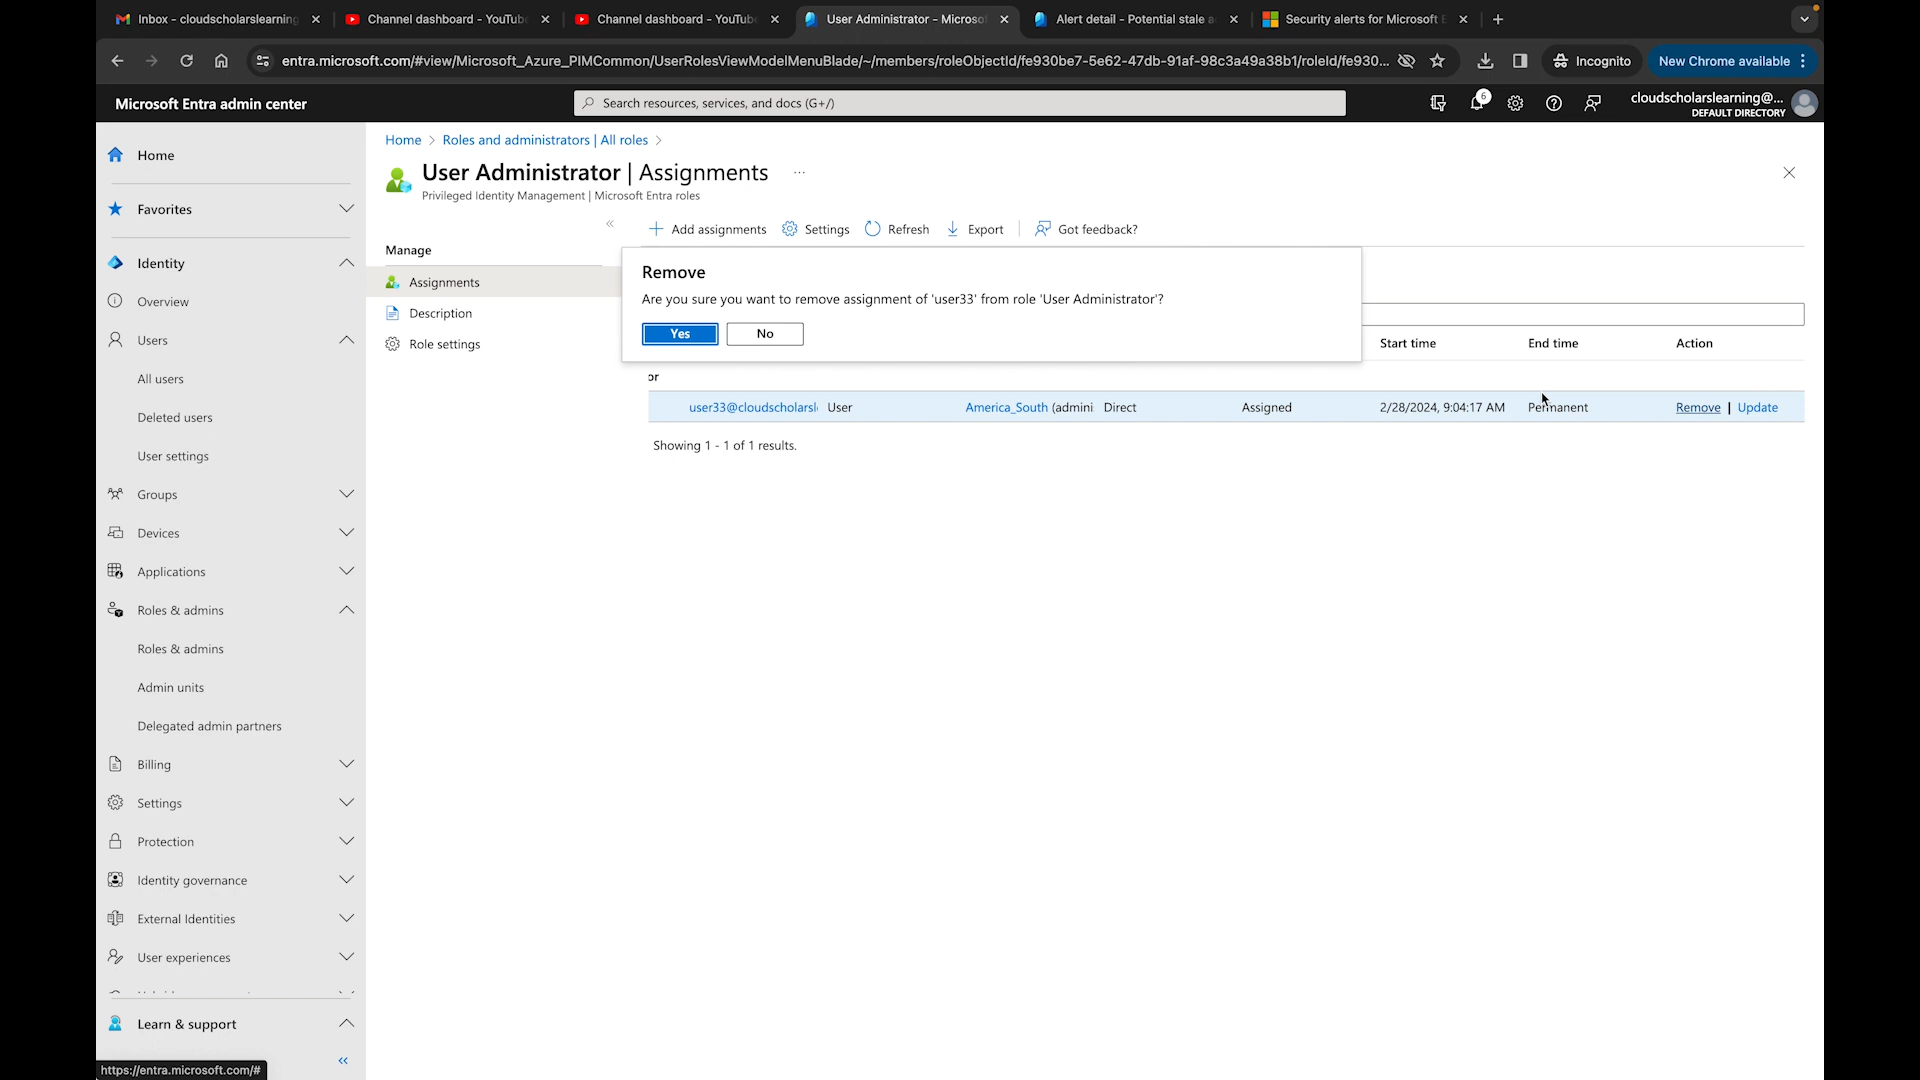 Inbox - cloudscholarslearning
Channel dashboard - YouTube
Channel dashboard - YouTube
User Administrator - Microsof
Alert detail - Potential stale a
Security alerts for Microsoft E
entra.microsoft.com/#view/Microsoft_Azure_PIMCommon/UserRolesViewModelMenuBlade/~/members/roleObjectId/fe930be7-5e62-47db-91af-98c3a49a38b1/roleId/fe930...
Incognito
New Chrome available
Microsoft Entra admin center
Search resources, services, and docs (G+/)
6
cloudscholarslearning@...
DEFAULT DIRECTORY
Home
Favorites
Identity
Overview
Users
All users
Deleted users
User settings
Groups
Devices
Applications
Roles & admins
Roles & admins
Admin units
Delegated admin partners
Billing
Settings
Protection
Identity governance
External Identities
User experiences
Learn & support
https://entra.microsoft.com/#
Home > Roles and administrators | All roles >
User Administrator | Assignments ...
Privileged Identity Management | Microsoft Entra roles
Manage
Assignments
Description
Role settings
Add assignments Settings Refresh Export Got feedback?
Remove
Are you sure you want to remove assignment of 'user33' from role 'User Administrator'?
Yes No
Start time End time Action
or
user33@cloudscholarsl User America_South (admini Direct Assigned 2/28/2024, 9:04:17 AM Permanent Remove | Update
Showing 1 - 1 of 1 results.